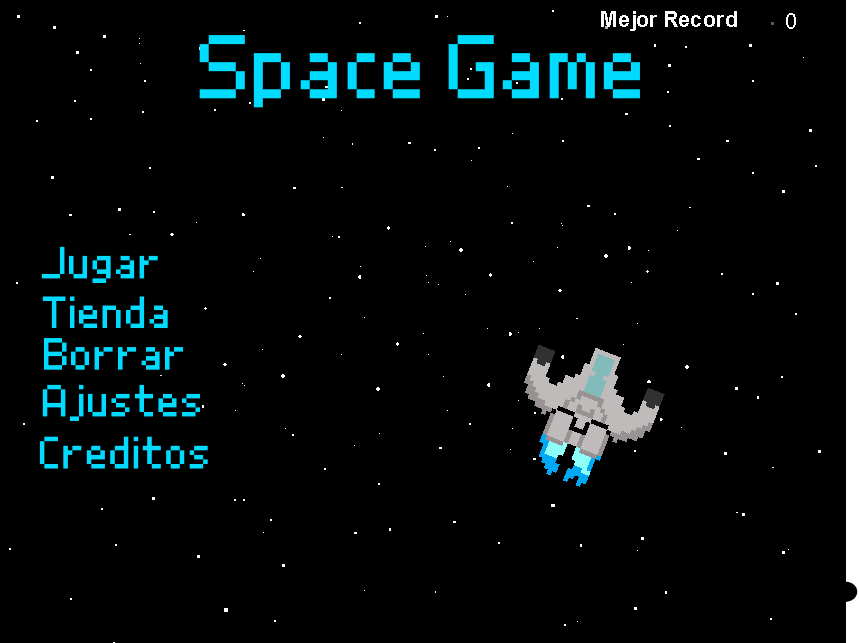 Mejor Record 0
Space Game
Jugar
Tienda
Borrar
Ajustes
Creditos